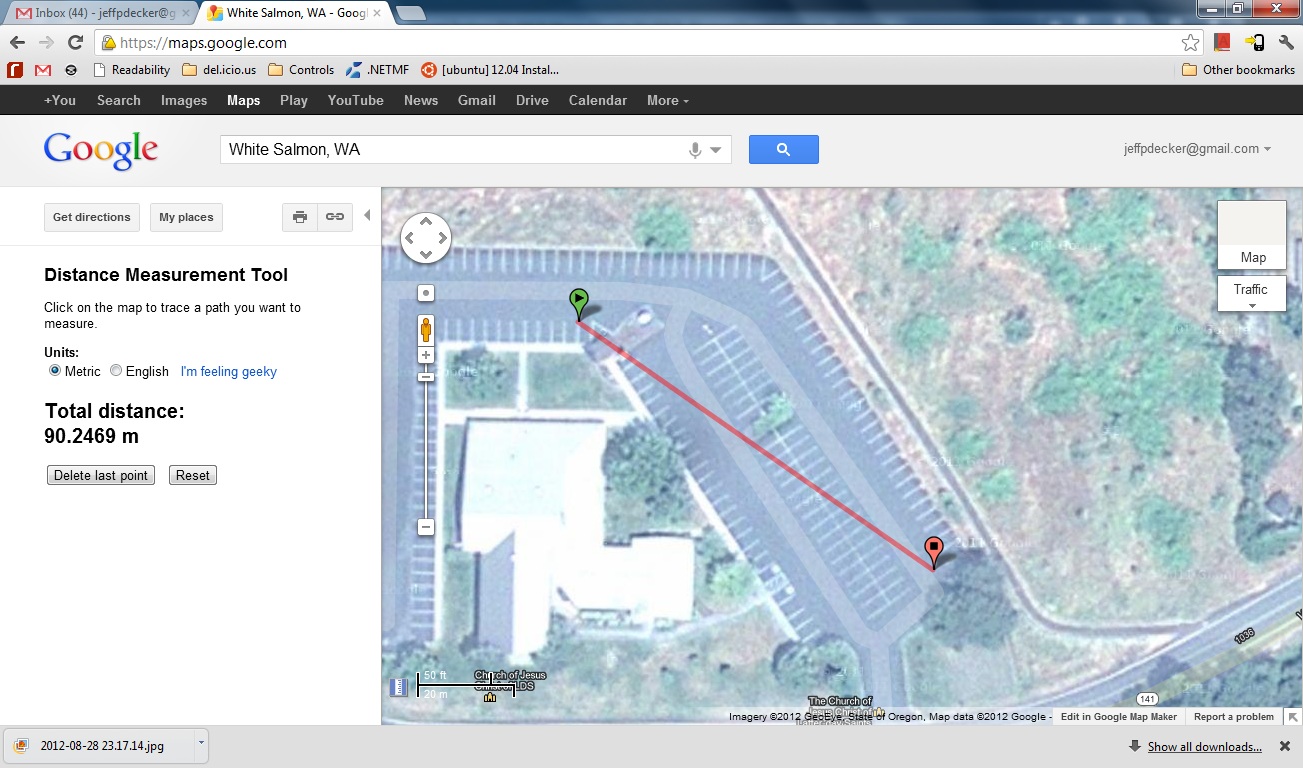 Inbox (44) - jeffpdecker@g
White Salmon, WA - Googl
https://maps.google.com
Readability
del.icio.us
Controls
.NETMF
[ubuntu] 12.04 Instal...
Other bookmarks
+You Search Images Maps Play YouTube News Gmail Drive Calendar More
Google
White Salmon, WA
jeffpdecker@gmail.com
Get directions
My places
Distance Measurement Tool
Click on the map to trace a path you want to
measure.
Units:
Metric English I'm feeling geeky
Total distance:
90.2469 m
Delete last point
Reset
Map
Traffic
1036
141
50 ft
20 m
Church of Jesus
Christ of LDS
The Church of
Jesus Christ of
Imagery ©2012 GeoEye, State of Oregon, Map data ©2012 Google -
Edit in Google Map Maker
Report a problem
2012-08-28 23.17.14.jpg
Show all downloads...